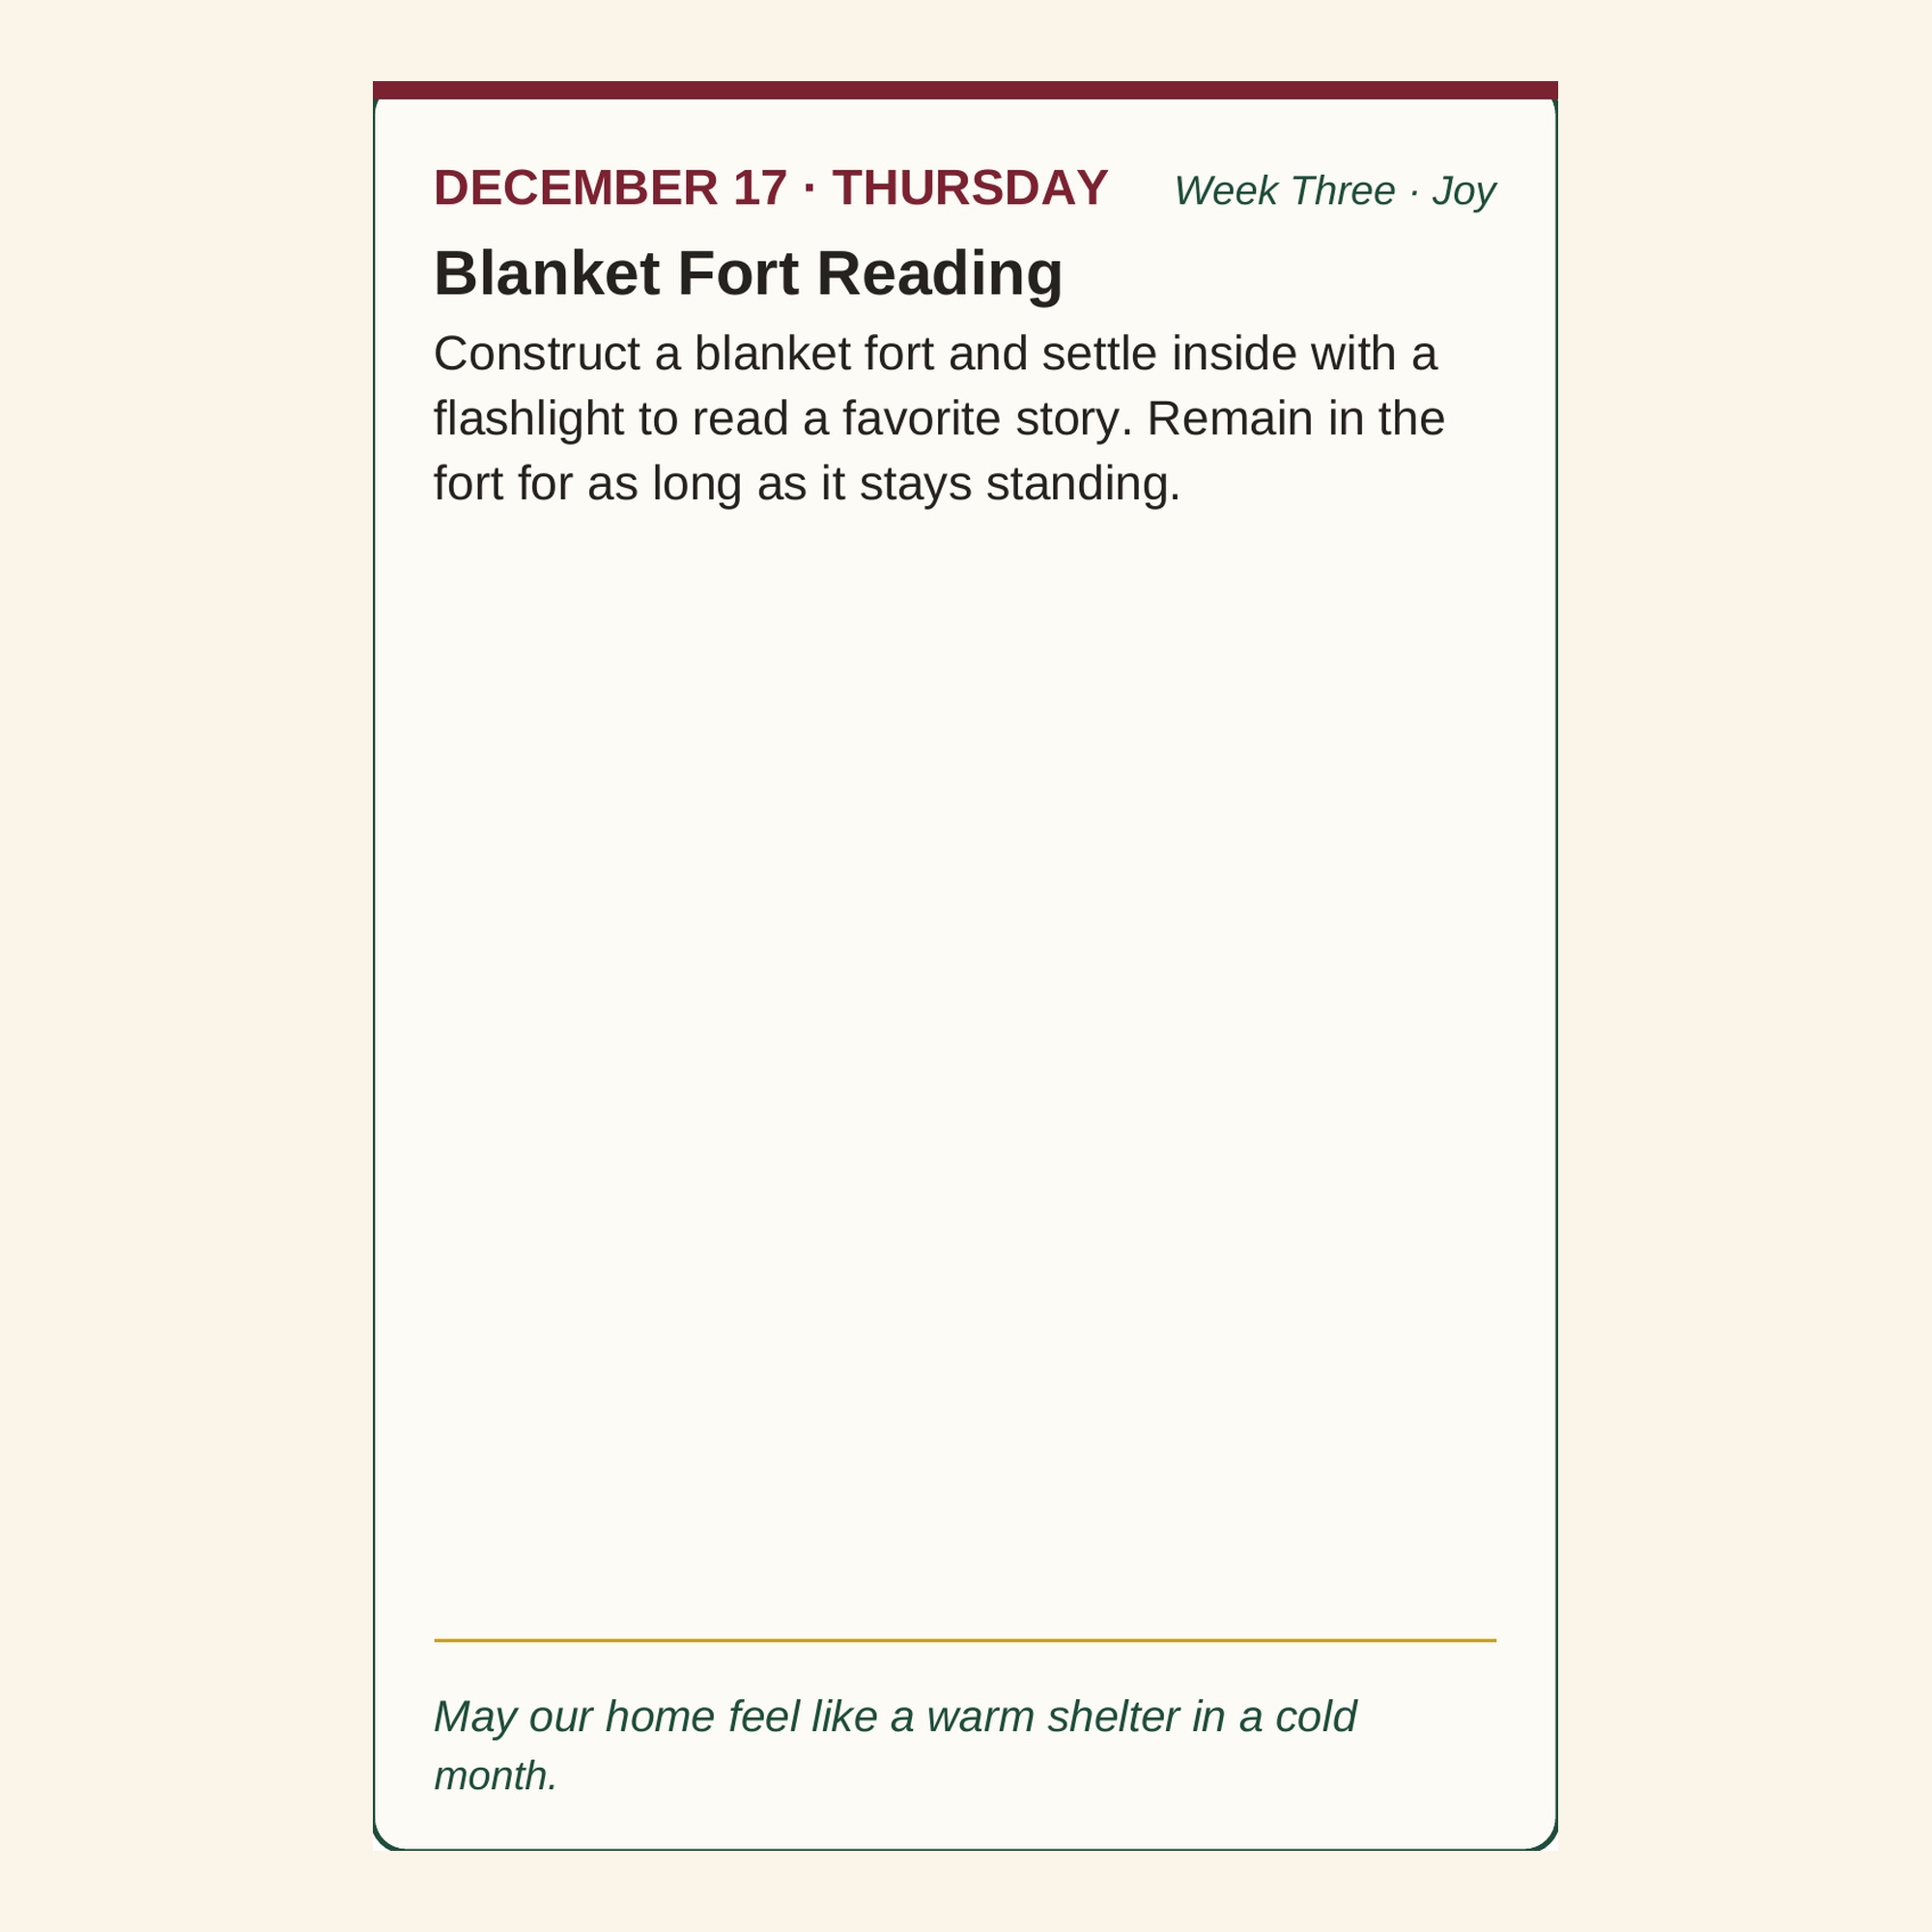 DECEMBER 17 · THURSDAY Week Three · Joy
Blanket Fort Reading
Construct a blanket fort and settle inside with a
flashlight to read a favorite story. Remain in the
fort for as long as it stays standing.
May our home feel like a warm shelter in a cold
month.